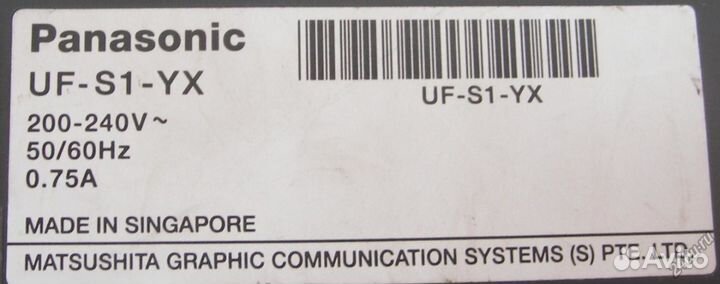 Panasonic
UF-S1-YX
UF-S1-YX
200-240V~
50/60Hz
0.75A
MADE IN SINGAPORE
MATSUSHITA GRAPHIC COMMUNICATION SYSTEMS (S) PTE. LTD.
Avito